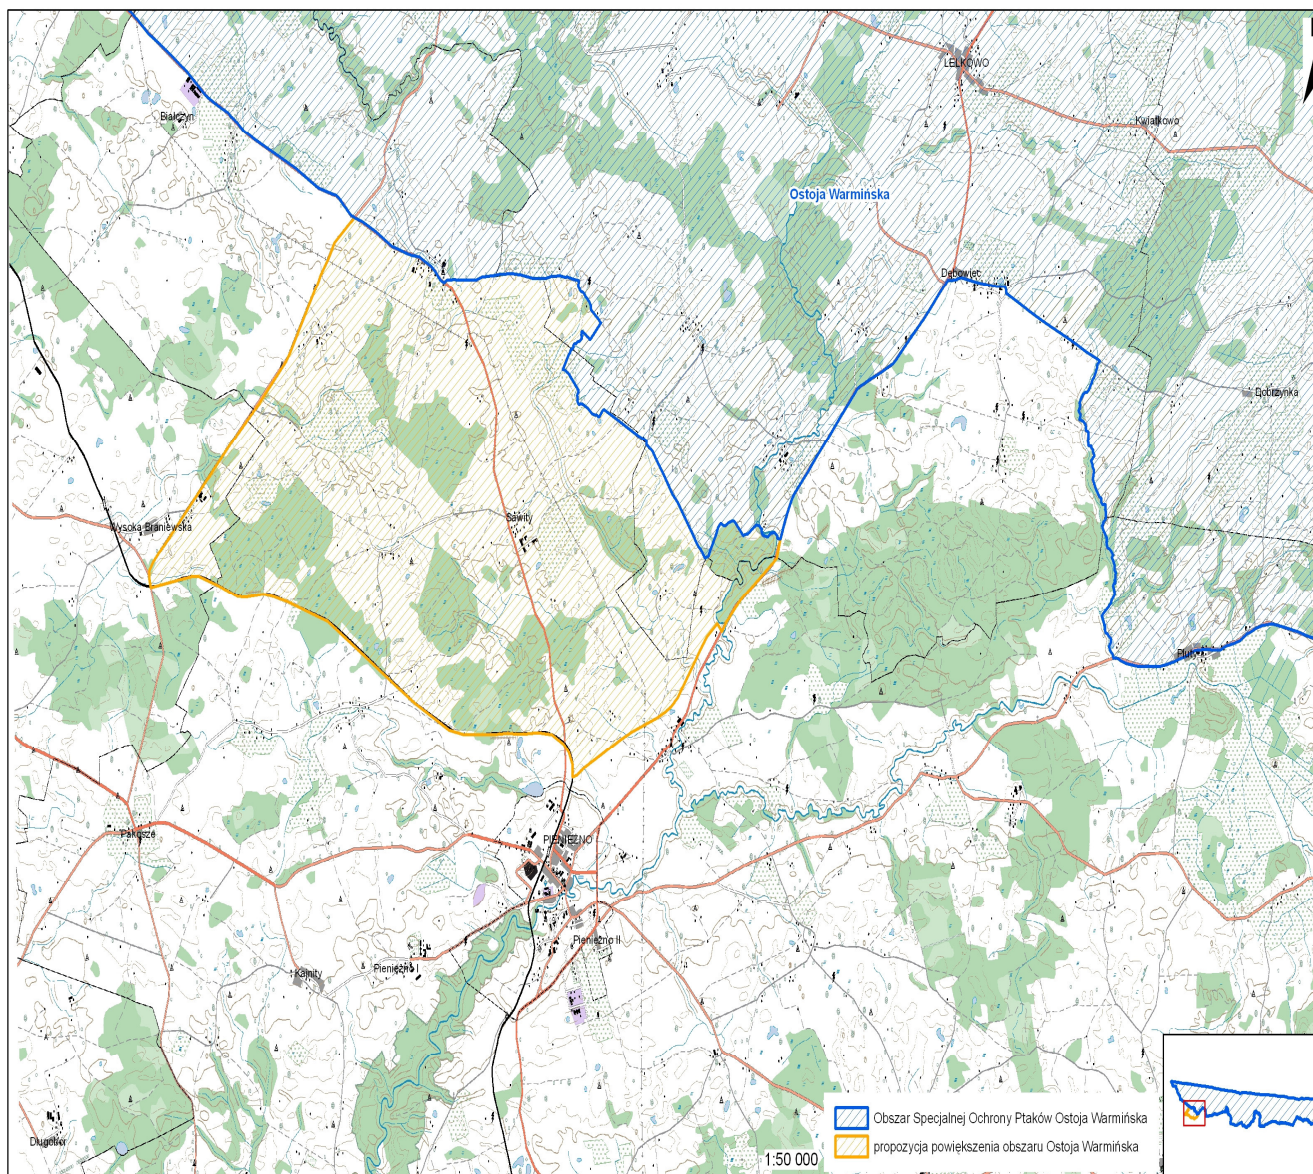 LELKOWO
Białczyn
Kwiatkowo
Ostoja Warmińska
Dębowiec
Dobrzynka
Wysoka Braniewska
Sawity
Pluty
Pakosze
PIENIĘŻNO
Pieniężno II
Kajnity
Pieniężno I
Długobór
Obszar Specjalnej Ochrony Ptaków Ostoja Warmińska
propozycja powiększenia obszaru Ostoja Warmińska
1:50 000